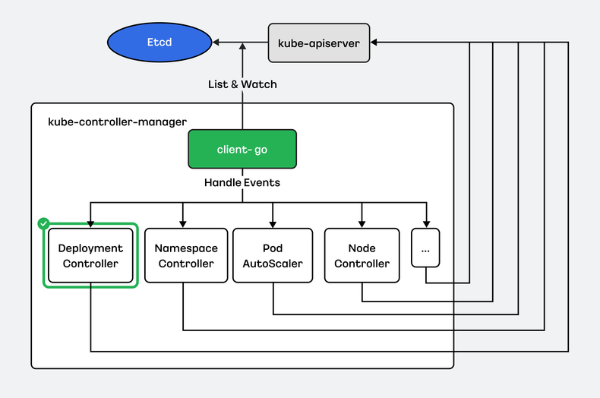 Etcd
kube-apiserver
List & Watch
kube-controller-manager
client- go
Handle Events
Deployment
Controller
Namespace
Controller
Pod
AutoScaler
Node
Controller
...